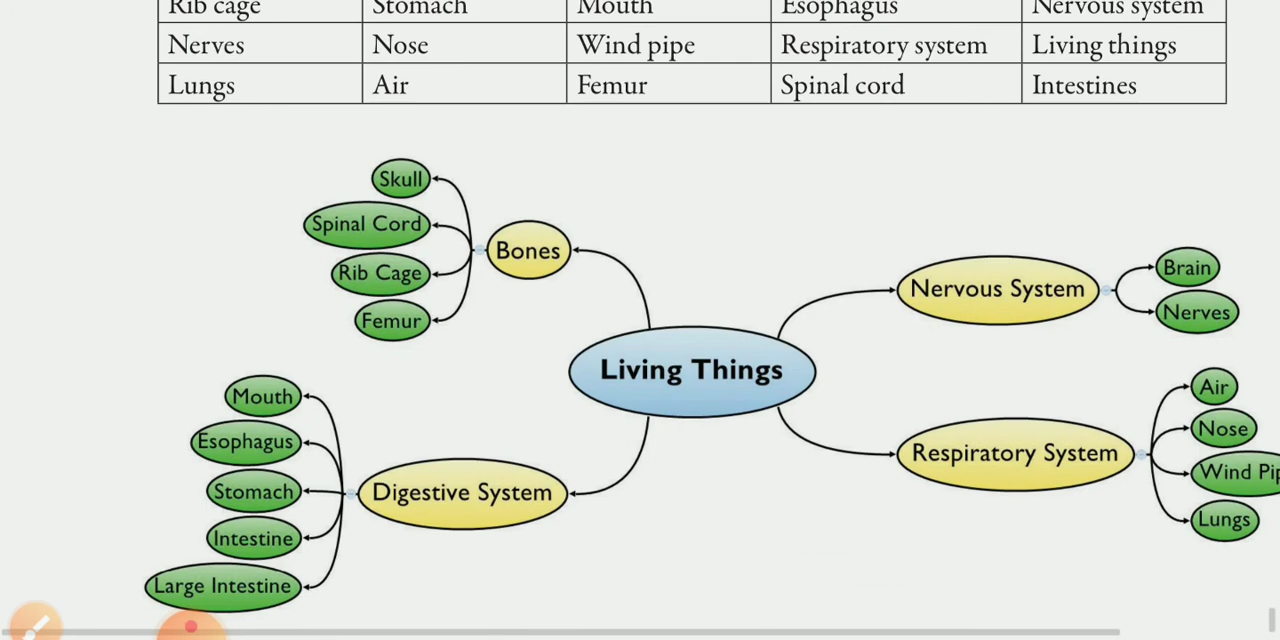 Rib cage Stomach Mouth Esophagus Nervous system
Nerves Nose Wind pipe Respiratory system Living things
Lungs Air Femur Spinal cord Intestines
Skull
Spinal Cord
Rib Cage
Femur
Bones
Nervous System
Brain
Nerves
Living Things
Mouth
Esophagus
Stomach
Intestine
Large Intestine
Digestive System
Respiratory System
Air
Nose
Wind Pip
Lungs